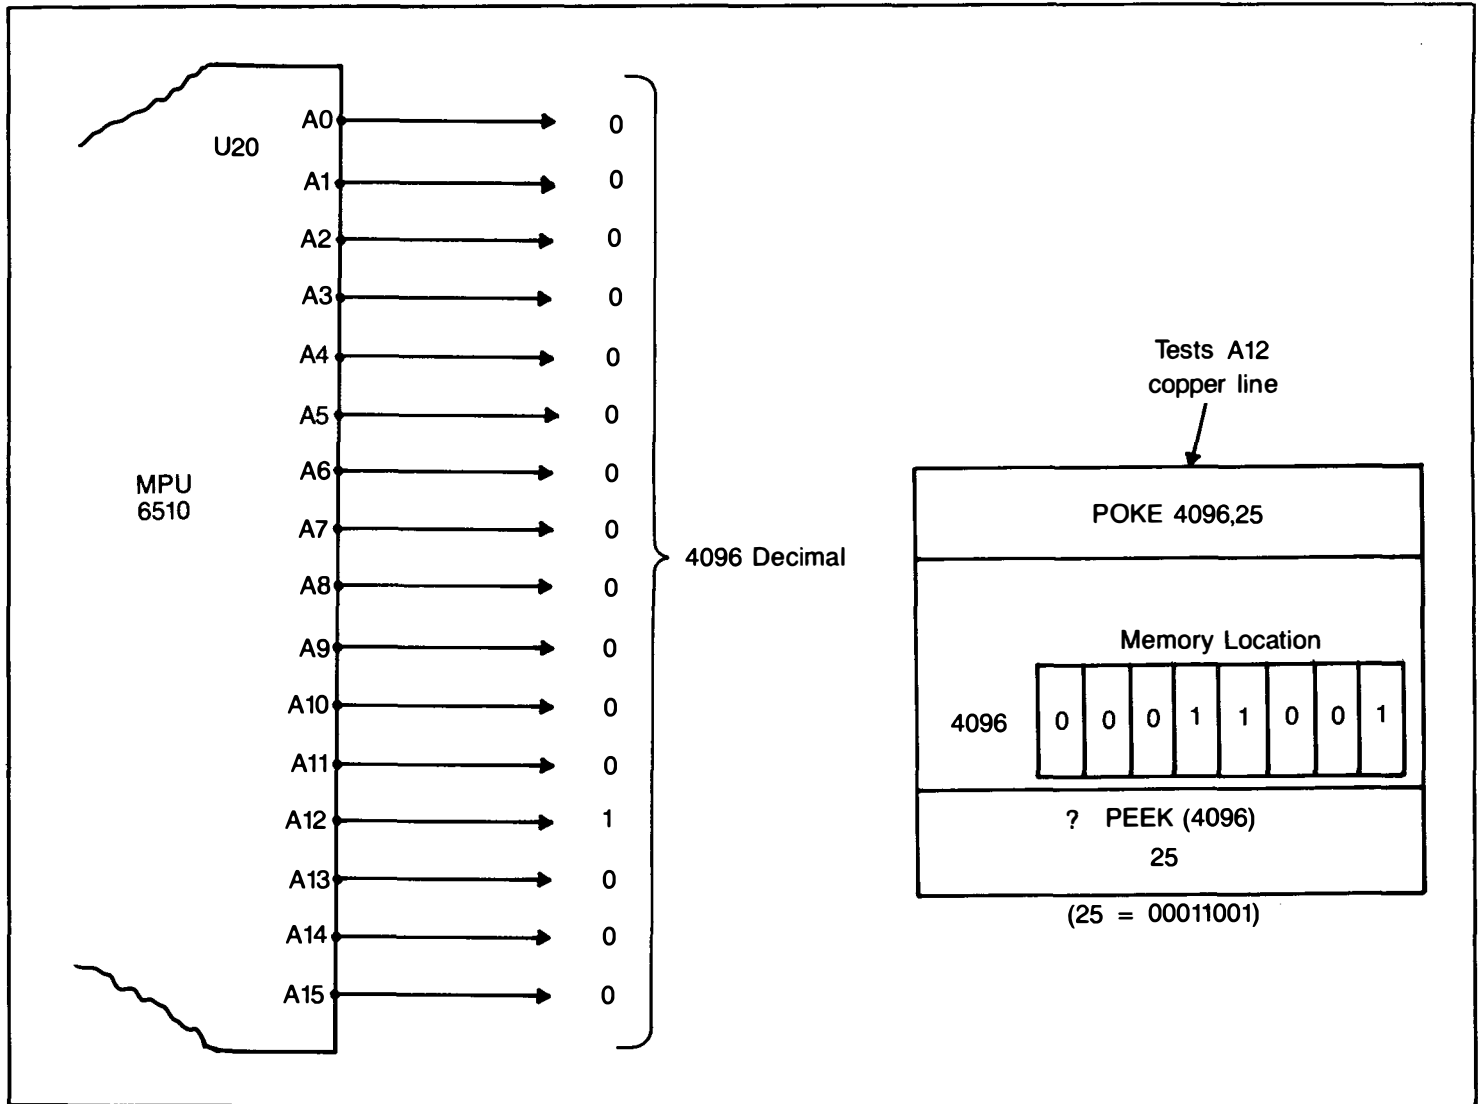 U20
MPU
6510
A0 0
A1 0
A2 0
A3 0
A4 0
A5 0
A6 0
A7 0
A8 0
A9 0
A10 0
A11 0
A12 1
A13 0
A14 0
A15 0
4096 Decimal
Tests A12
copper line
POKE 4096,25
Memory Location
4096 0 0 0 1 1 0 0 1
? PEEK (4096)
25
(25 = 00011001)